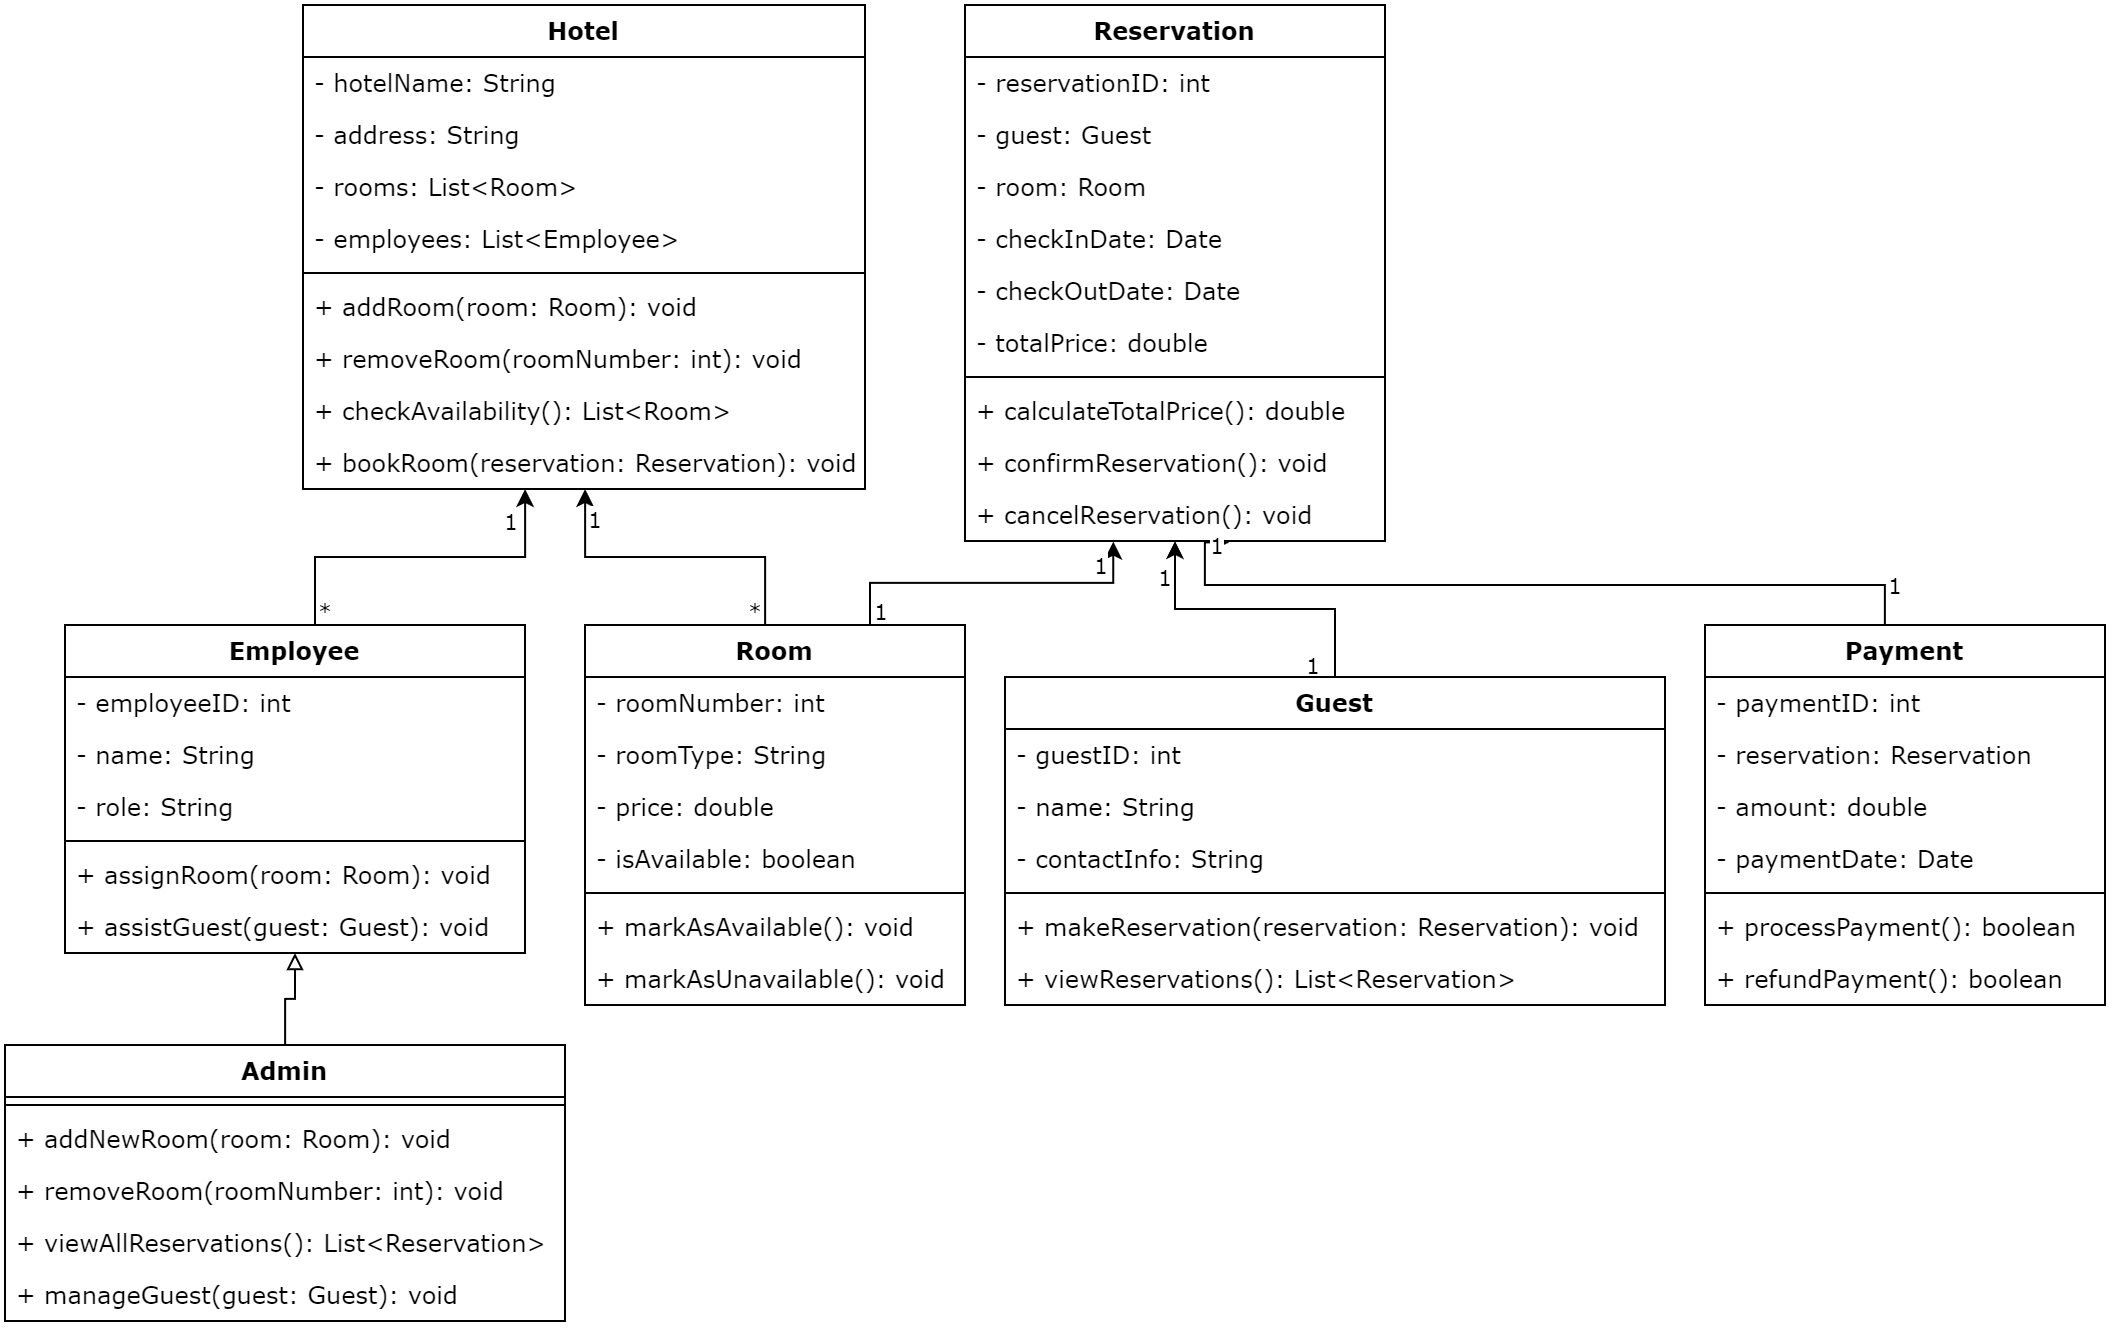 Hotel
- hotelName: String
- address: String
- rooms: List<Room>
- employees: List<Employee>
+ addRoom(room: Room): void
+ removeRoom(roomNumber: int): void
+ checkAvailability(): List<Room>
+ bookRoom(reservation: Reservation): void
Reservation
- reservationID: int
- guest: Guest
- room: Room
- checkInDate: Date
- checkOutDate: Date
- totalPrice: double
+ calculateTotalPrice(): double
+ confirmReservation(): void
+ cancelReservation(): void
1
1
1
1
1
*
*
1
1
1
Employee
- employeeID: int
- name: String
- role: String
+ assignRoom(room: Room): void
+ assistGuest(guest: Guest): void
Room
- roomNumber: int
- roomType: String
- price: double
- isAvailable: boolean
+ markAsAvailable(): void
+ markAsUnavailable(): void
Guest
- guestID: int
- name: String
- contactInfo: String
+ makeReservation(reservation: Reservation): void
+ viewReservations(): List<Reservation>
Payment
- paymentID: int
- reservation: Reservation
- amount: double
- paymentDate: Date
+ processPayment(): boolean
+ refundPayment(): boolean
Admin
+ addNewRoom(room: Room): void
+ removeRoom(roomNumber: int): void
+ viewAllReservations(): List<Reservation>
+ manageGuest(guest: Guest): void